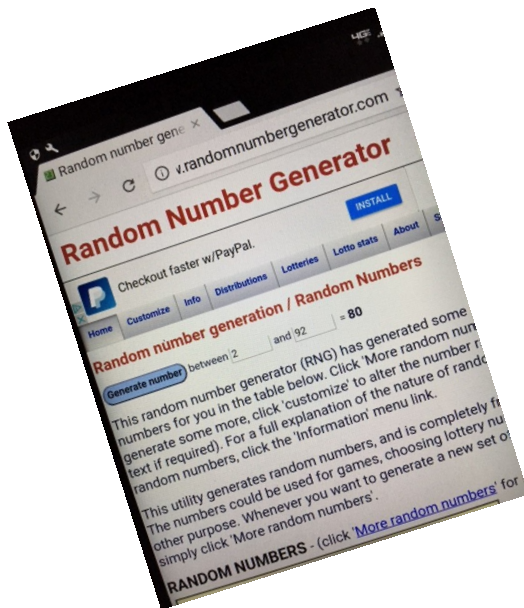 4G
Random number gene
v.randomnumbergenerator.com
Random Number Generator
Checkout faster w/PayPal.
INSTALL
Home Customize Info Distributions Lotteries Lotto stats About S
Random number generation / Random Numbers
Generate number between 2 and 92 = 80
This random number generator (RNG) has generated some
numbers for you in the table below. Click 'More random num
generate some more, click 'customize' to alter the number r
text if required). For a full explanation of the nature of rando
random numbers, click the 'Information' menu link.
This utility generates random numbers, and is completely fr
The numbers could be used for games, choosing lottery nu
other purpose. Whenever you want to generate a new set o
simply click 'More random numbers'.
RANDOM NUMBERS - (click 'More random numbers' for